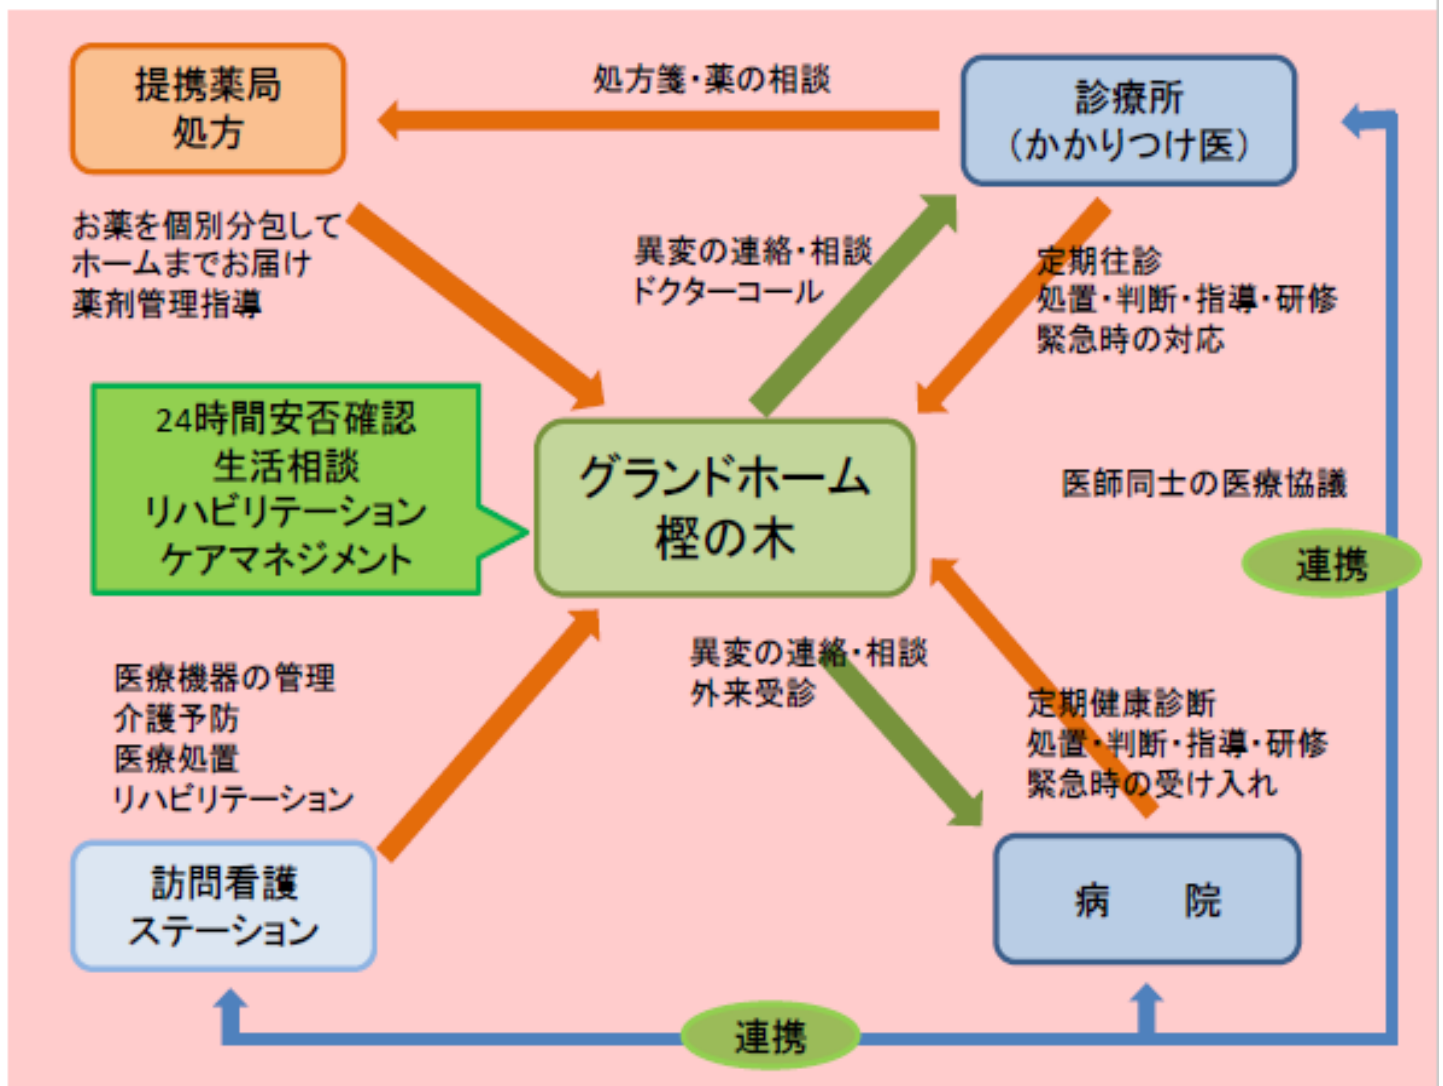 提携薬局
処方
処方箋・薬の相談
診療所
（かかりつけ医）
お薬を個別分包して
ホームまでお届け
薬剤管理指導
異変の連絡・相談
ドクターコール
定期往診
処置・判断・指導・研修
緊急時の対応
24時間安否確認
生活相談
リハビリテーション
ケアマネジメント
グランドホーム
樫の木
医師同士の医療協議
連携
医療機器の管理
介護予防
医療処置
リハビリテーション
異変の連絡・相談
外来受診
定期健康診断
処置・判断・指導・研修
緊急時の受け入れ
訪問看護
ステーション
病　院
連携